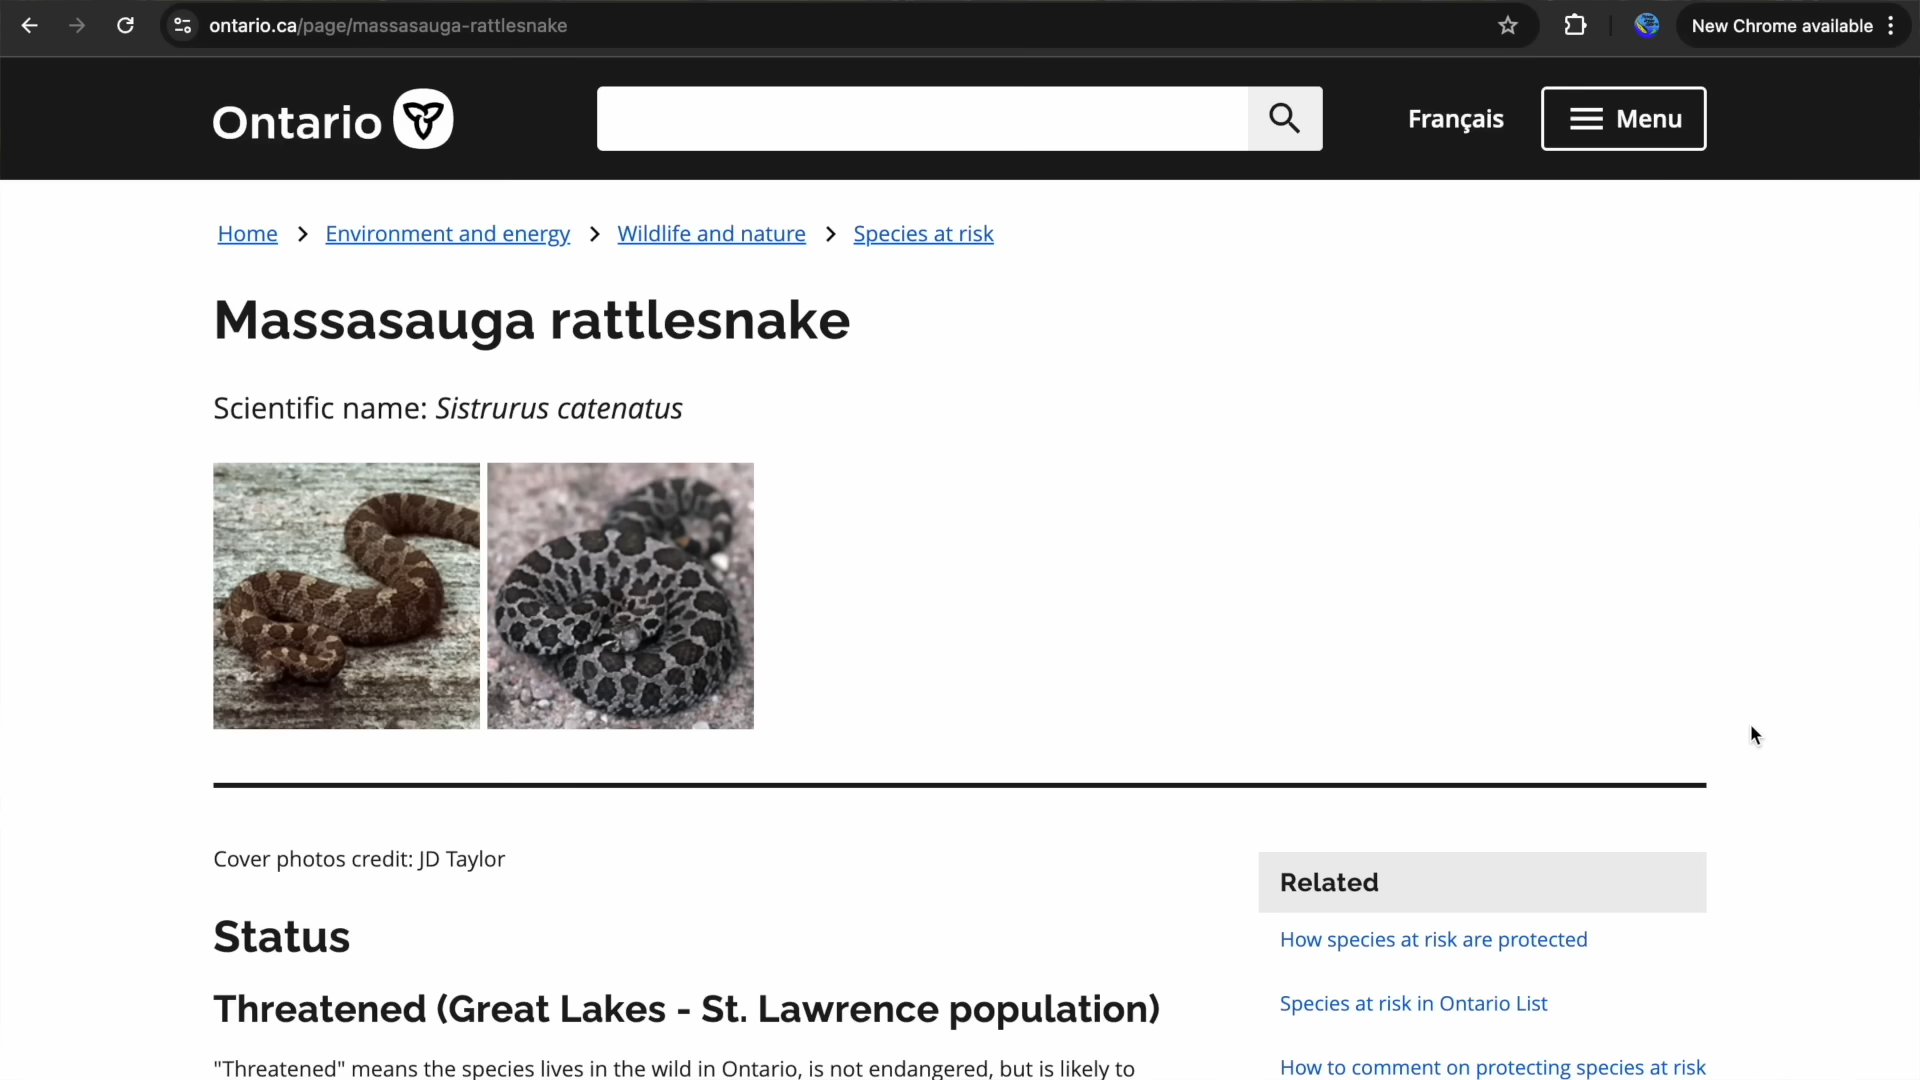 ontario.ca/page/massasauga-rattlesnake
New Chrome available
Ontario
Français
Menu
Home > Environment and energy > Wildlife and nature > Species at risk
Massasauga rattlesnake
Scientific name: Sistrurus catenatus
Cover photos credit: JD Taylor
Status
Threatened (Great Lakes - St. Lawrence population)
"Threatened" means the species lives in the wild in Ontario, is not endangered, but is likely to
Related
How species at risk are protected
Species at risk in Ontario List
How to comment on protecting species at risk